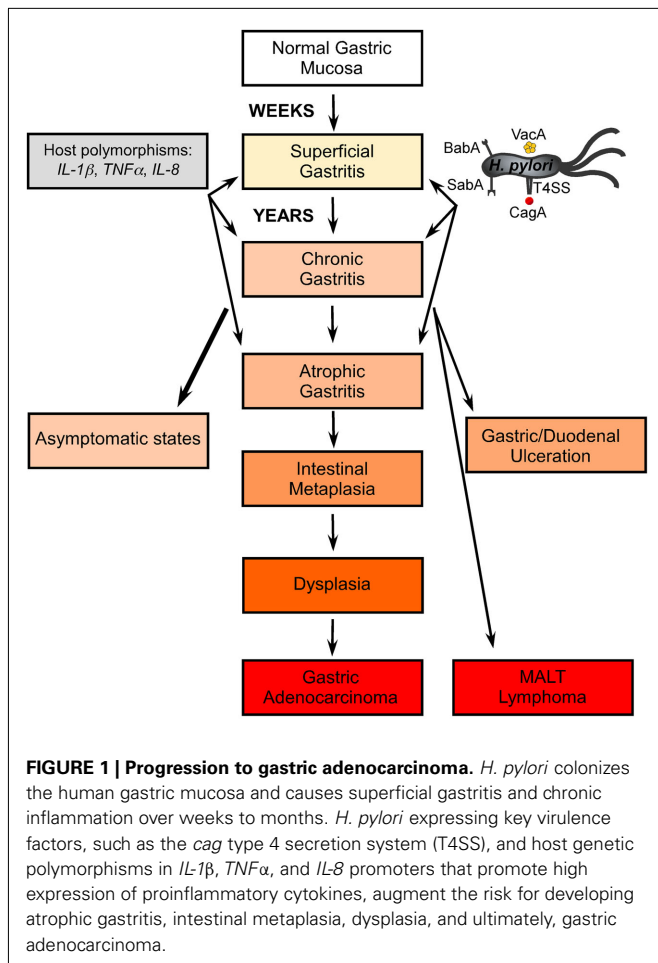 Normal Gastric
Mucosa
WEEKS
Host polymorphisms:
IL-1β, TNFα, IL-8
Superficial
Gastritis
BabA
VacA
H. pylori
SabA
T4SS
CagA
YEARS
Chronic
Gastritis
Atrophic
Gastritis
Asymptomatic states
Gastric/Duodenal
Ulceration
Intestinal
Metaplasia
Dysplasia
Gastric
Adenocarcinoma
MALT
Lymphoma
FIGURE 1 | Progression to gastric adenocarcinoma. H. pylori colonizes
the human gastric mucosa and causes superficial gastritis and chronic
inflammation over weeks to months. H. pylori expressing key virulence
factors, such as the cag type 4 secretion system (T4SS), and host genetic
polymorphisms in IL-1β, TNFα, and IL-8 promoters that promote high
expression of proinflammatory cytokines, augment the risk for developing
atrophic gastritis, intestinal metaplasia, dysplasia, and ultimately, gastric
adenocarcinoma.